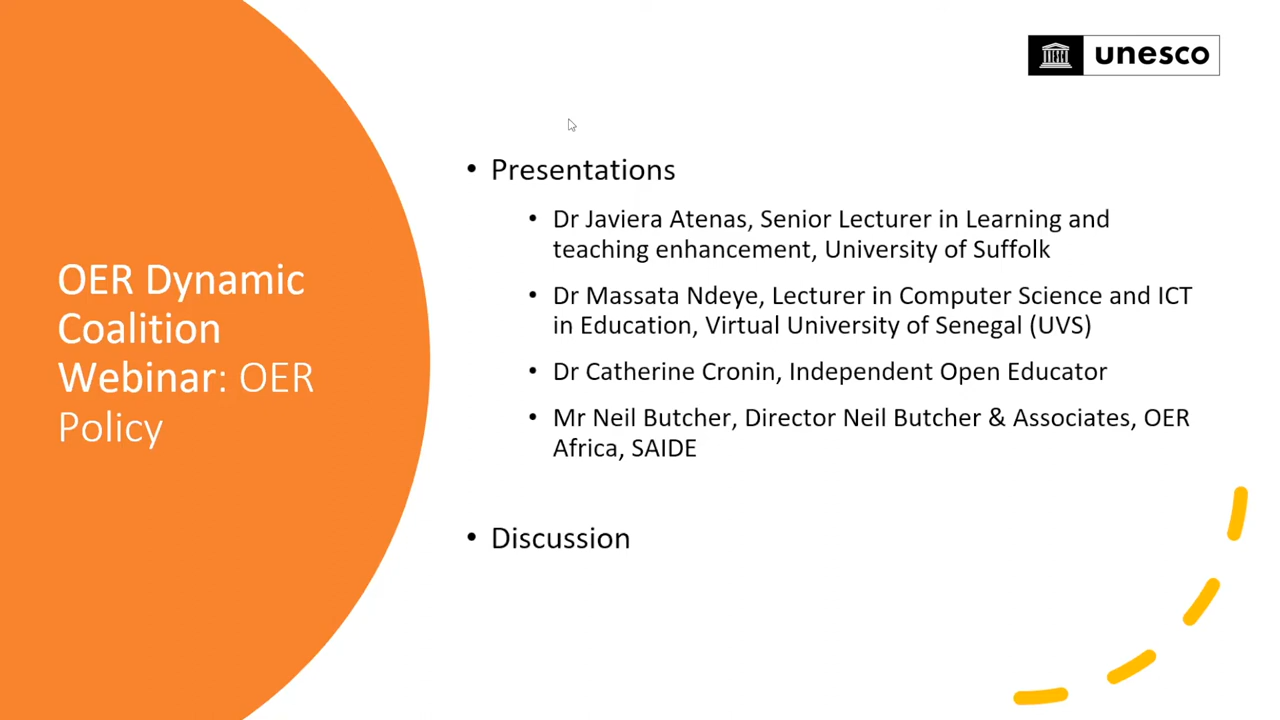 unesco
OER Dynamic
Coalition
Webinar: OER
Policy
• Presentations
• Dr Javiera Atenas, Senior Lecturer in Learning and
teaching enhancement, University of Suffolk
• Dr Massata Ndeye, Lecturer in Computer Science and ICT
in Education, Virtual University of Senegal (UVS)
• Dr Catherine Cronin, Independent Open Educator
• Mr Neil Butcher, Director Neil Butcher & Associates, OER
Africa, SAIDE
• Discussion